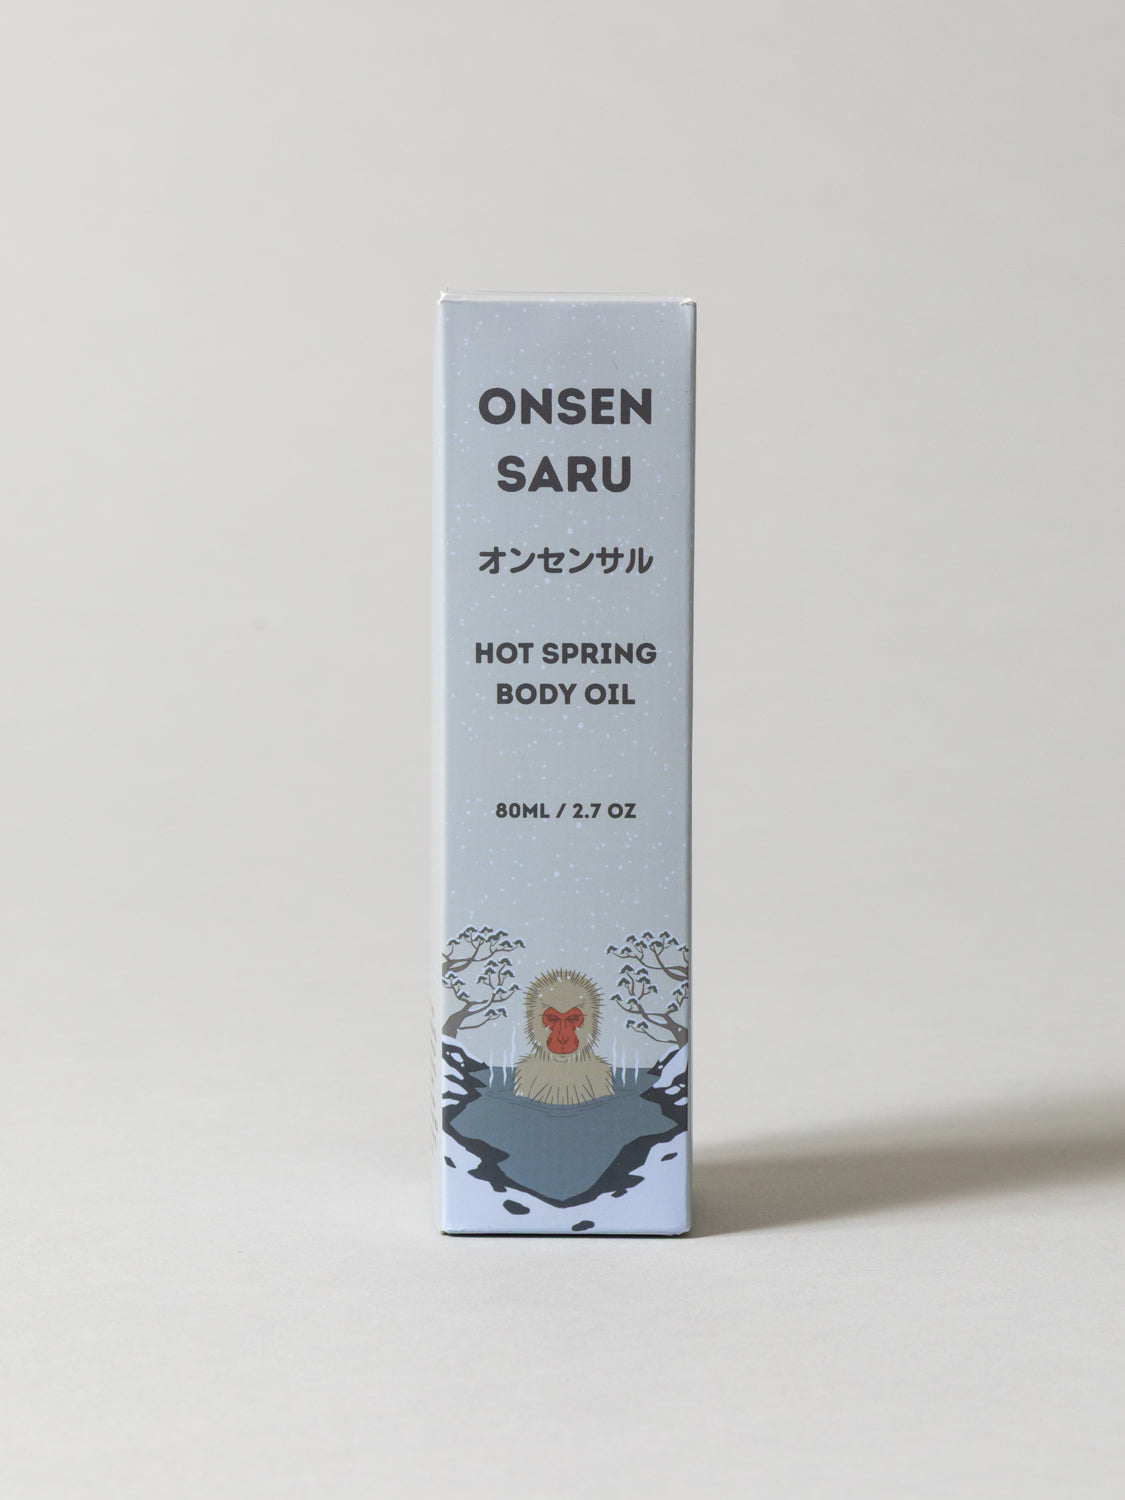 ONSEN
SARU
オンセンサル
HOT SPRING
BODY OIL
80ML / 2.7 OZ